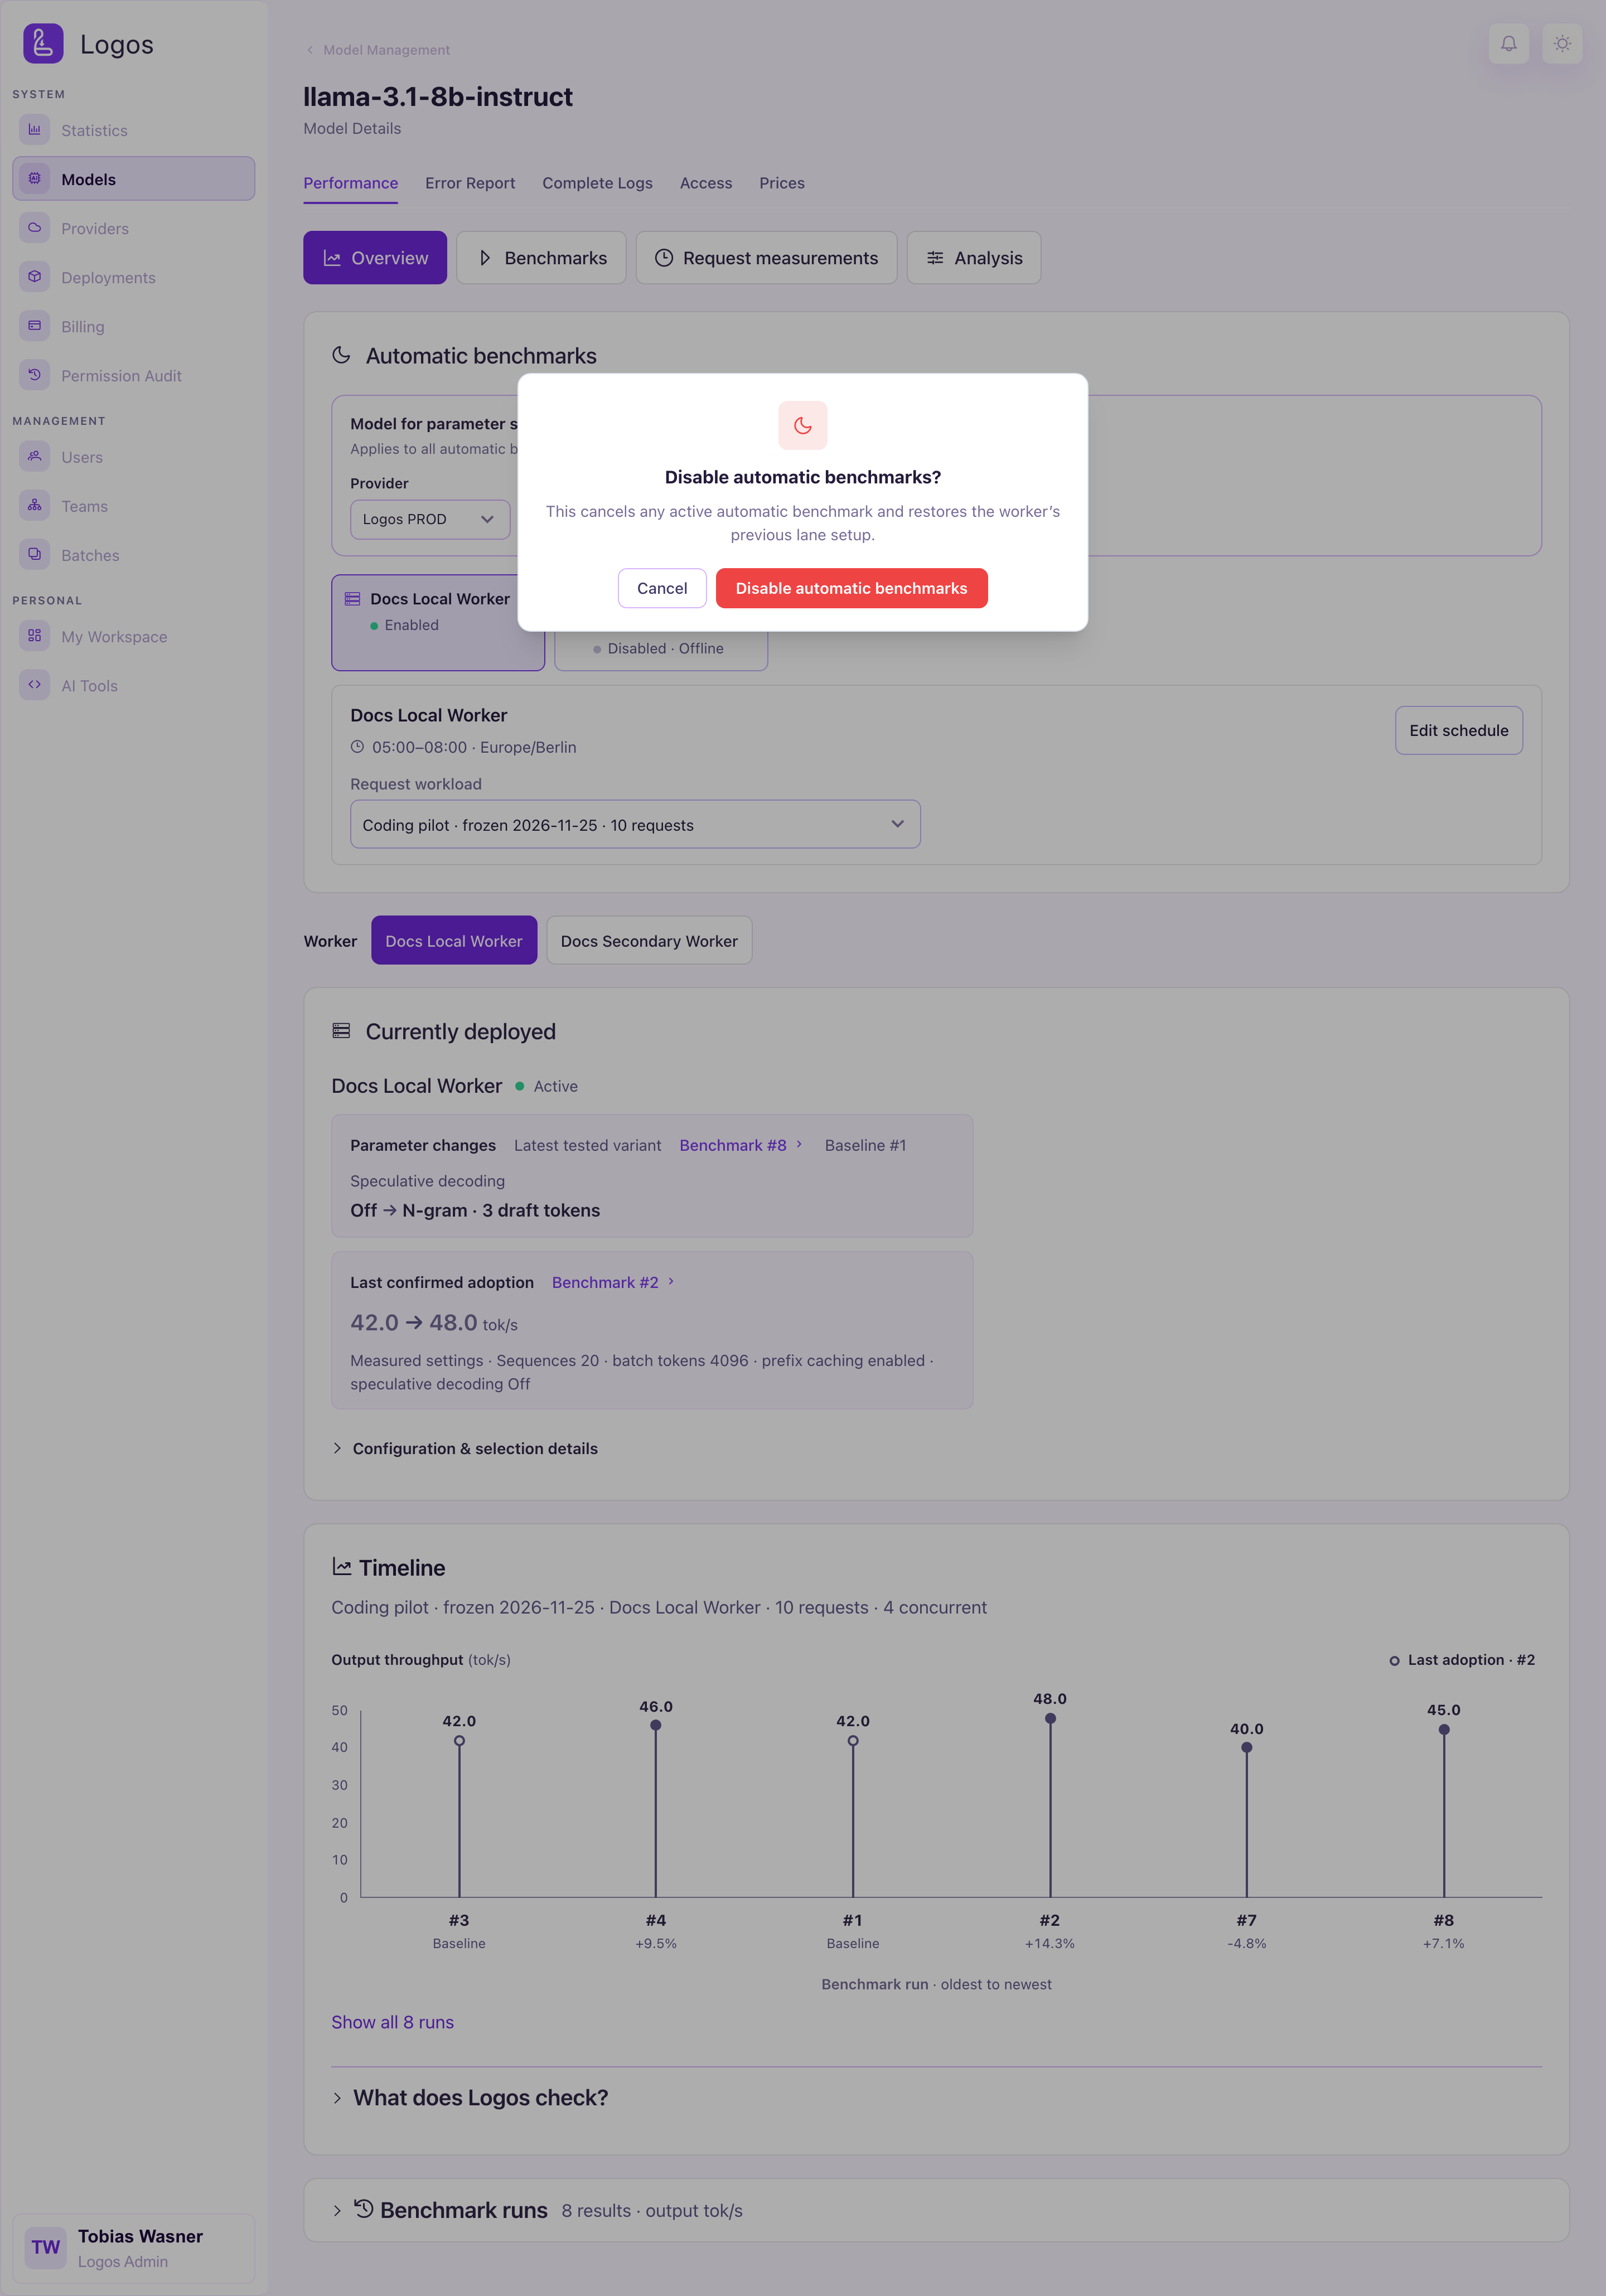 Logos
SYSTEM
Statistics
Models
Providers
Deployments
Billing
Permission Audit
MANAGEMENT
Users
Teams
Batches
PERSONAL
My Workspace
AI Tools
TW
Tobias Wasner
Logos Admin
Model Management
llama-3.1-8b-instruct
Model Details
Performance Error Report Complete Logs Access Prices
Overview Benchmarks Request measurements Analysis
Automatic benchmarks
Model for parameter s
Applies to all automatic b
Provider
Logos PROD
Disable automatic benchmarks?
This cancels any active automatic benchmark and restores the worker's
previous lane setup.
Cancel Disable automatic benchmarks
Docs Local Worker
Enabled
Disabled · Offline
Docs Local Worker
05:00–08:00 · Europe/Berlin
Edit schedule
Request workload
Coding pilot · frozen 2026-11-25 · 10 requests
Worker Docs Local Worker Docs Secondary Worker
Currently deployed
Docs Local Worker Active
Parameter changes Latest tested variant Benchmark #8 Baseline #1
Speculative decoding
Off → N-gram · 3 draft tokens
Last confirmed adoption Benchmark #2
42.0 → 48.0 tok/s
Measured settings · Sequences 20 · batch tokens 4096 · prefix caching enabled ·
speculative decoding Off
Configuration & selection details
Timeline
Coding pilot · frozen 2026-11-25 · Docs Local Worker · 10 requests · 4 concurrent
Output throughput (tok/s)
Last adoption · #2
50
40
30
20
10
0
42.0 46.0 42.0 48.0 40.0 45.0
#3 #4 #1 #2 #7 #8
Baseline +9.5% Baseline +14.3% -4.8% +7.1%
Benchmark run · oldest to newest
Show all 8 runs
What does Logos check?
Benchmark runs 8 results · output tok/s